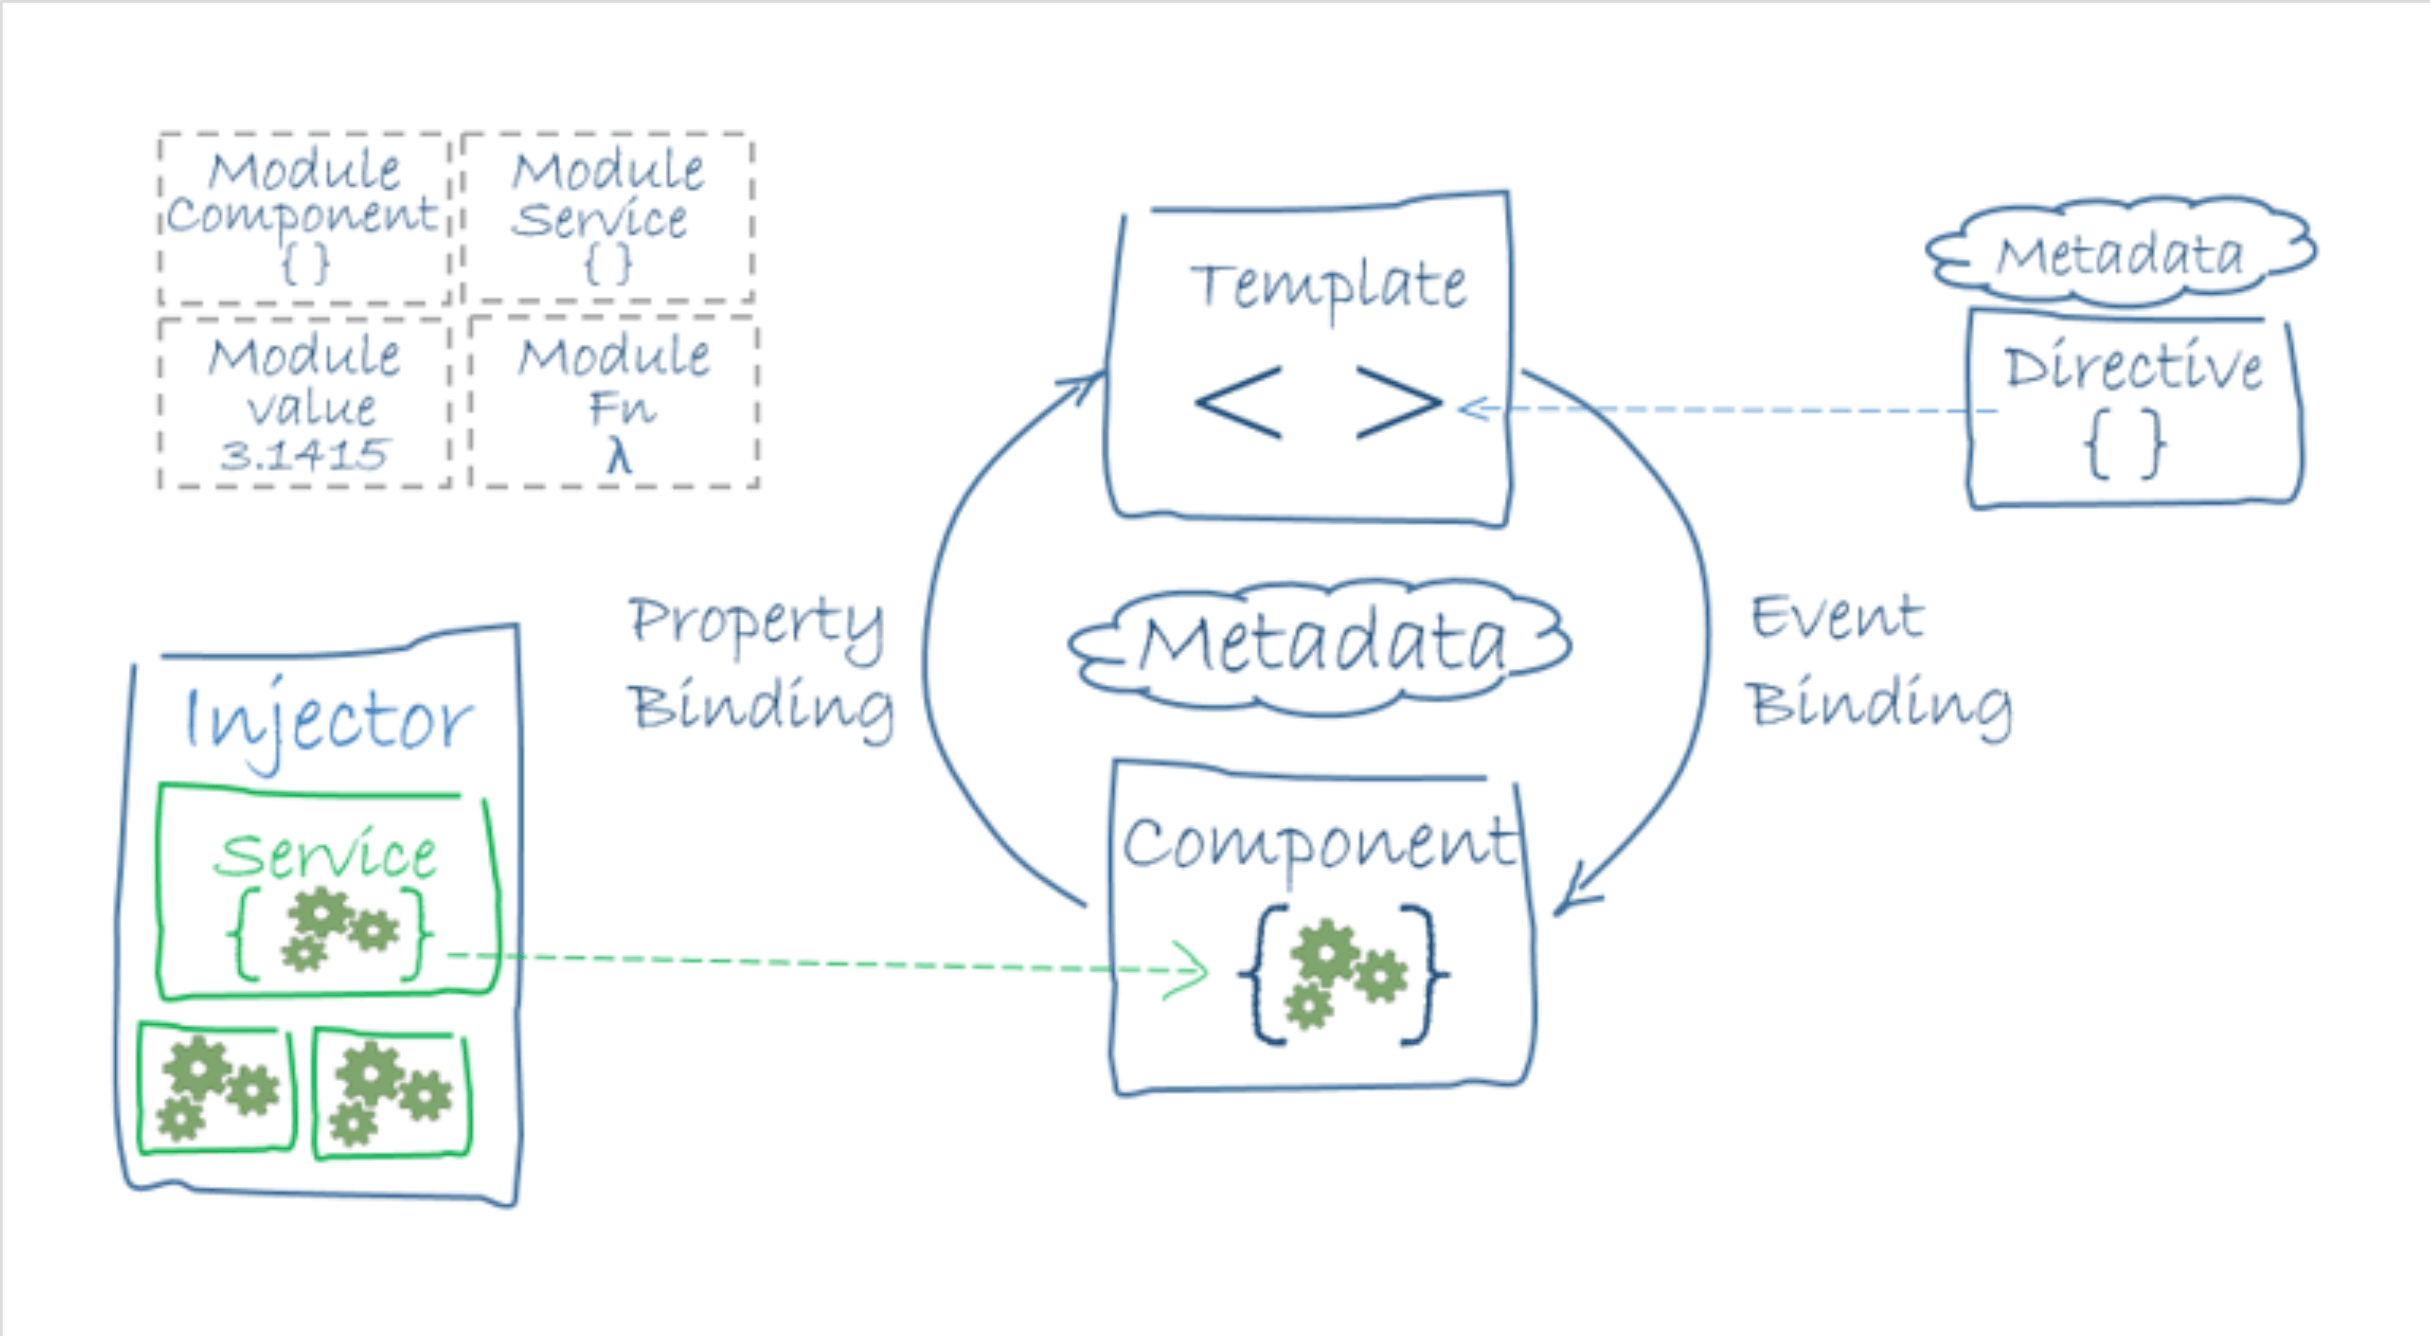 Module
Component
{ }
Module
Service
{ }
Module
value
3.1415
Module
Fn
λ
Template
< >
Metadata
Directive
{ }
Property
Binding
Metadata
Event
Binding
Injector
Service
{ }
Component
{ }